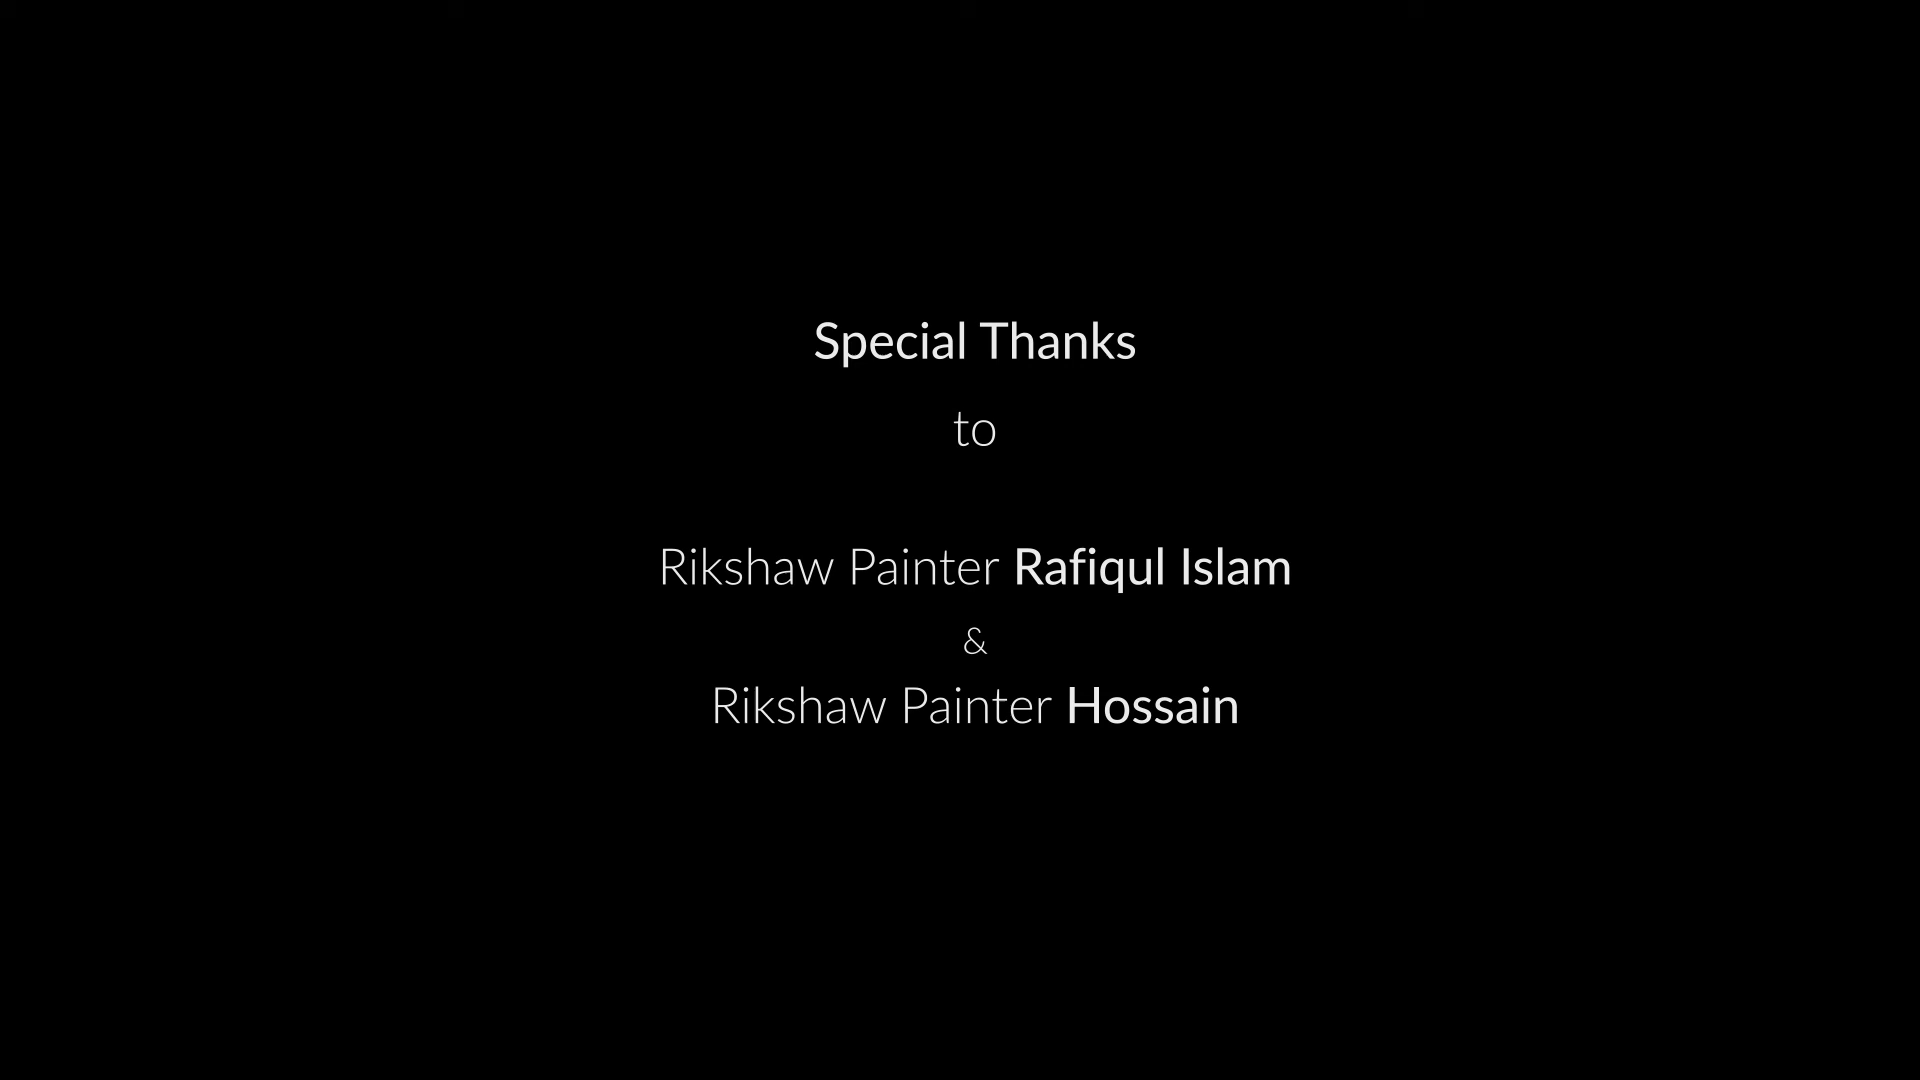 Special Thanks
to
Rikshaw Painter Rafiqul Islam
&
Rikshaw Painter Hossain